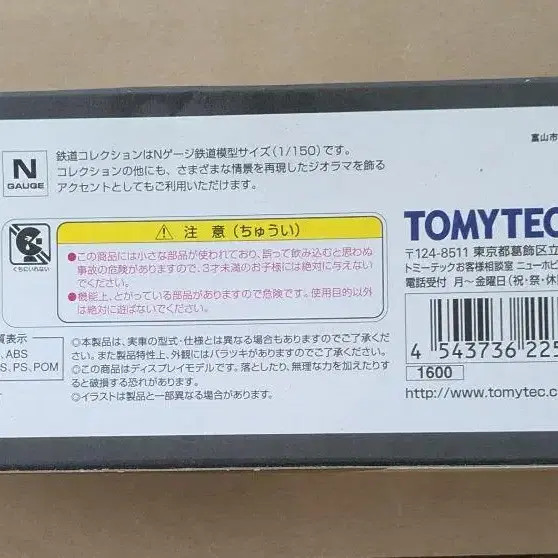 富山市
N
GAUGE
鉄道コレクションはNゲージ鉄道模型サイズ(1/150)です。
コレクションの他にも、さまざまな情景を再現したジオラマを飾る
アクセントとしてもご利用いただけます。
くちにいれない
⚠ 注 意(ちゅうい)
●この商品には小さな部品が使われており、誤って飲み込むと思わぬ
事故の危険がありますので、3才未満のお子様には絶対に与えない
でください。
●機能上、とがっている部品がありますので危険です。使用目的以外
は絶対に遊ばないでください。
TOMYTEC
〒124-8511 東京都葛飾区立
トミーテックお客様相談室 ニューホビ
電話受付 月〜金曜日(祝・祭・休
質表示
、ABS
S、PS、POM
◎本製品は、実車の型式・仕様とは異なる場合もありますのでご了承くだ
さい。また製品特性上、外観にはバラツキがありますのでご了承ください。
◎この商品はディスプレイモデルです。落としたり、無理な力を加えたりす
ると破損する恐れがあります。
◎イラストは製品と一部異なる場合があります。
4 543736 225
1600
http://www.tomytec.c